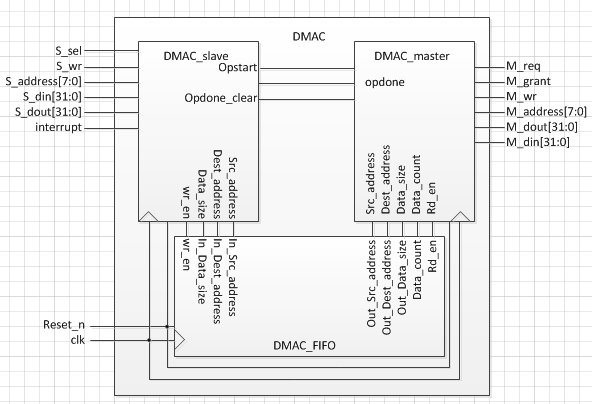 DMAC
S_sel
S_wr
S_address[7:0]
S_din[31:0]
S_dout[31:0]
interrupt
DMAC_slave
Opstart
Opdone_clear
DMAC_master
opdone
M_req
M_grant
M_wr
M_address[7:0]
M_dout[31:0]
M_din[31:0]
wr_en
Data_size
Dest_address
Src_address
Src_address
Dest_address
Data_size
Data_count
Rd_en
wr_en
In_Data_size
In_Dest_address
In_Src_address
Out_Src_address
Out_Dest_address
Out_Data_size
Data_count
Rd_en
Reset_n
clk
DMAC_FIFO